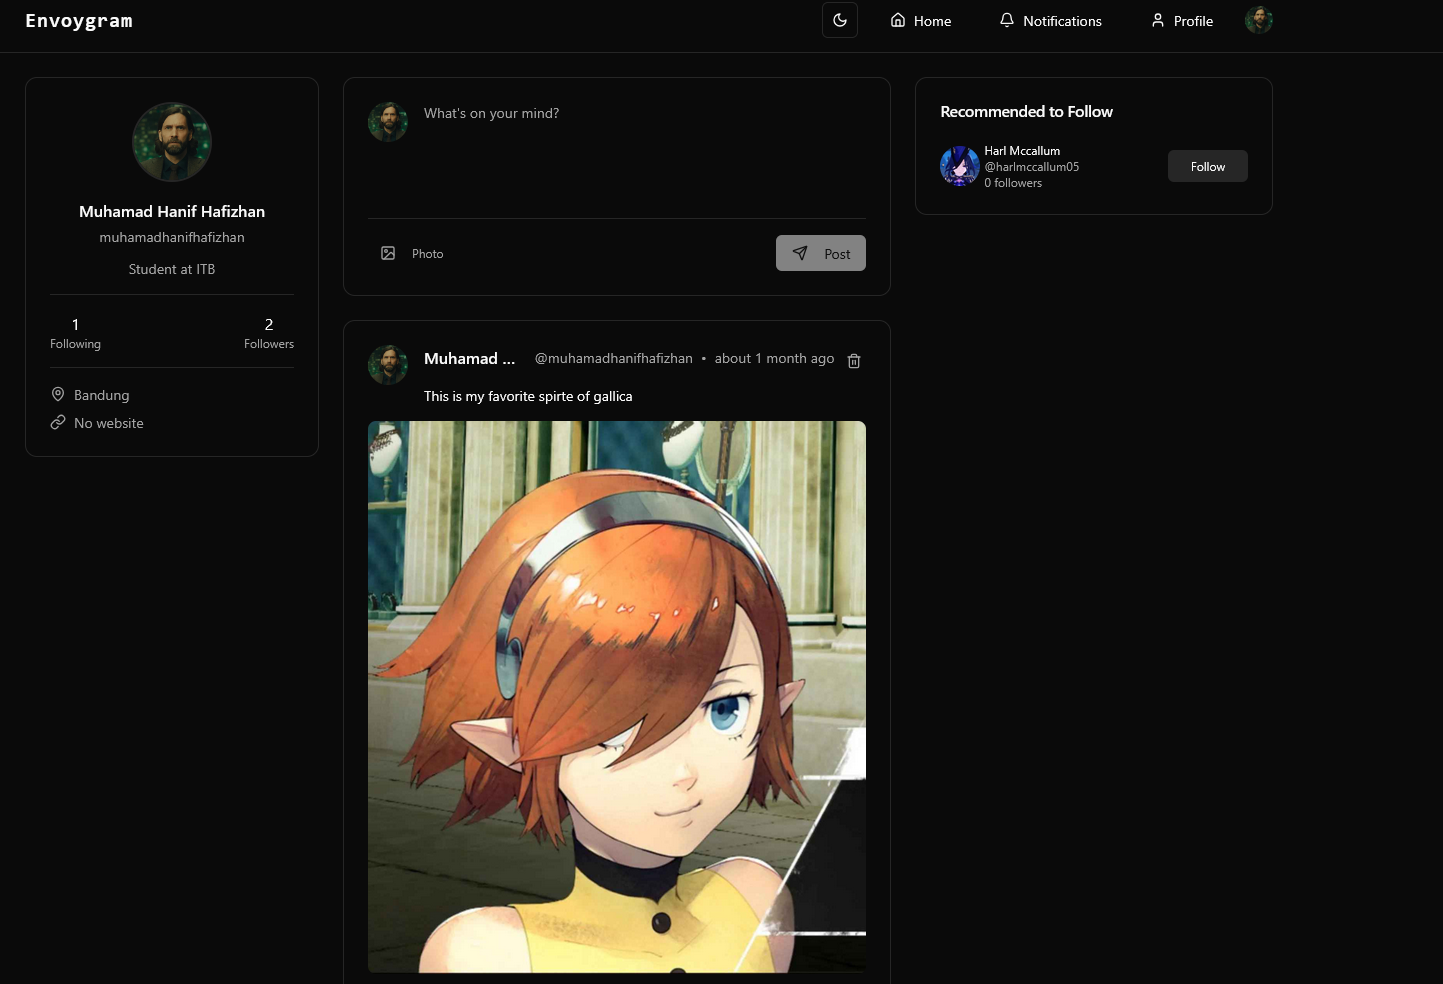 Envoygram
Home
Notifications
Profile
Muhamad Hanif Hafizhan
muhamadhanifhafizhan
Student at ITB
1
Following
2
Followers
Bandung
No website
What's on your mind?
Photo
Post
Muhamad ... @muhamadhanifhafizhan • about 1 month ago
This is my favorite spirte of gallica
Recommended to Follow
Harl Mccallum
@harlmccallum05
0 followers
Follow